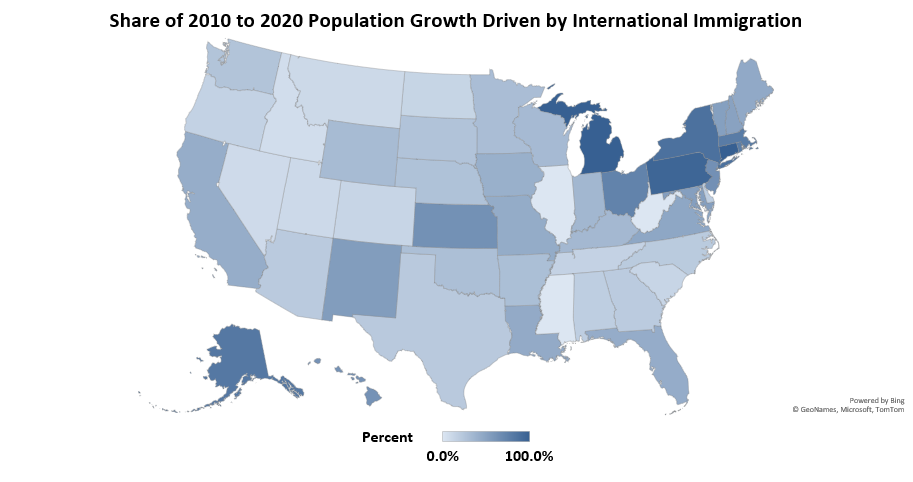 Share of 2010 to 2020 Population Growth Driven by International Immigration
Powered by Bing
© GeoNames, Microsoft, TomTom
Percent
0.0% 100.0%